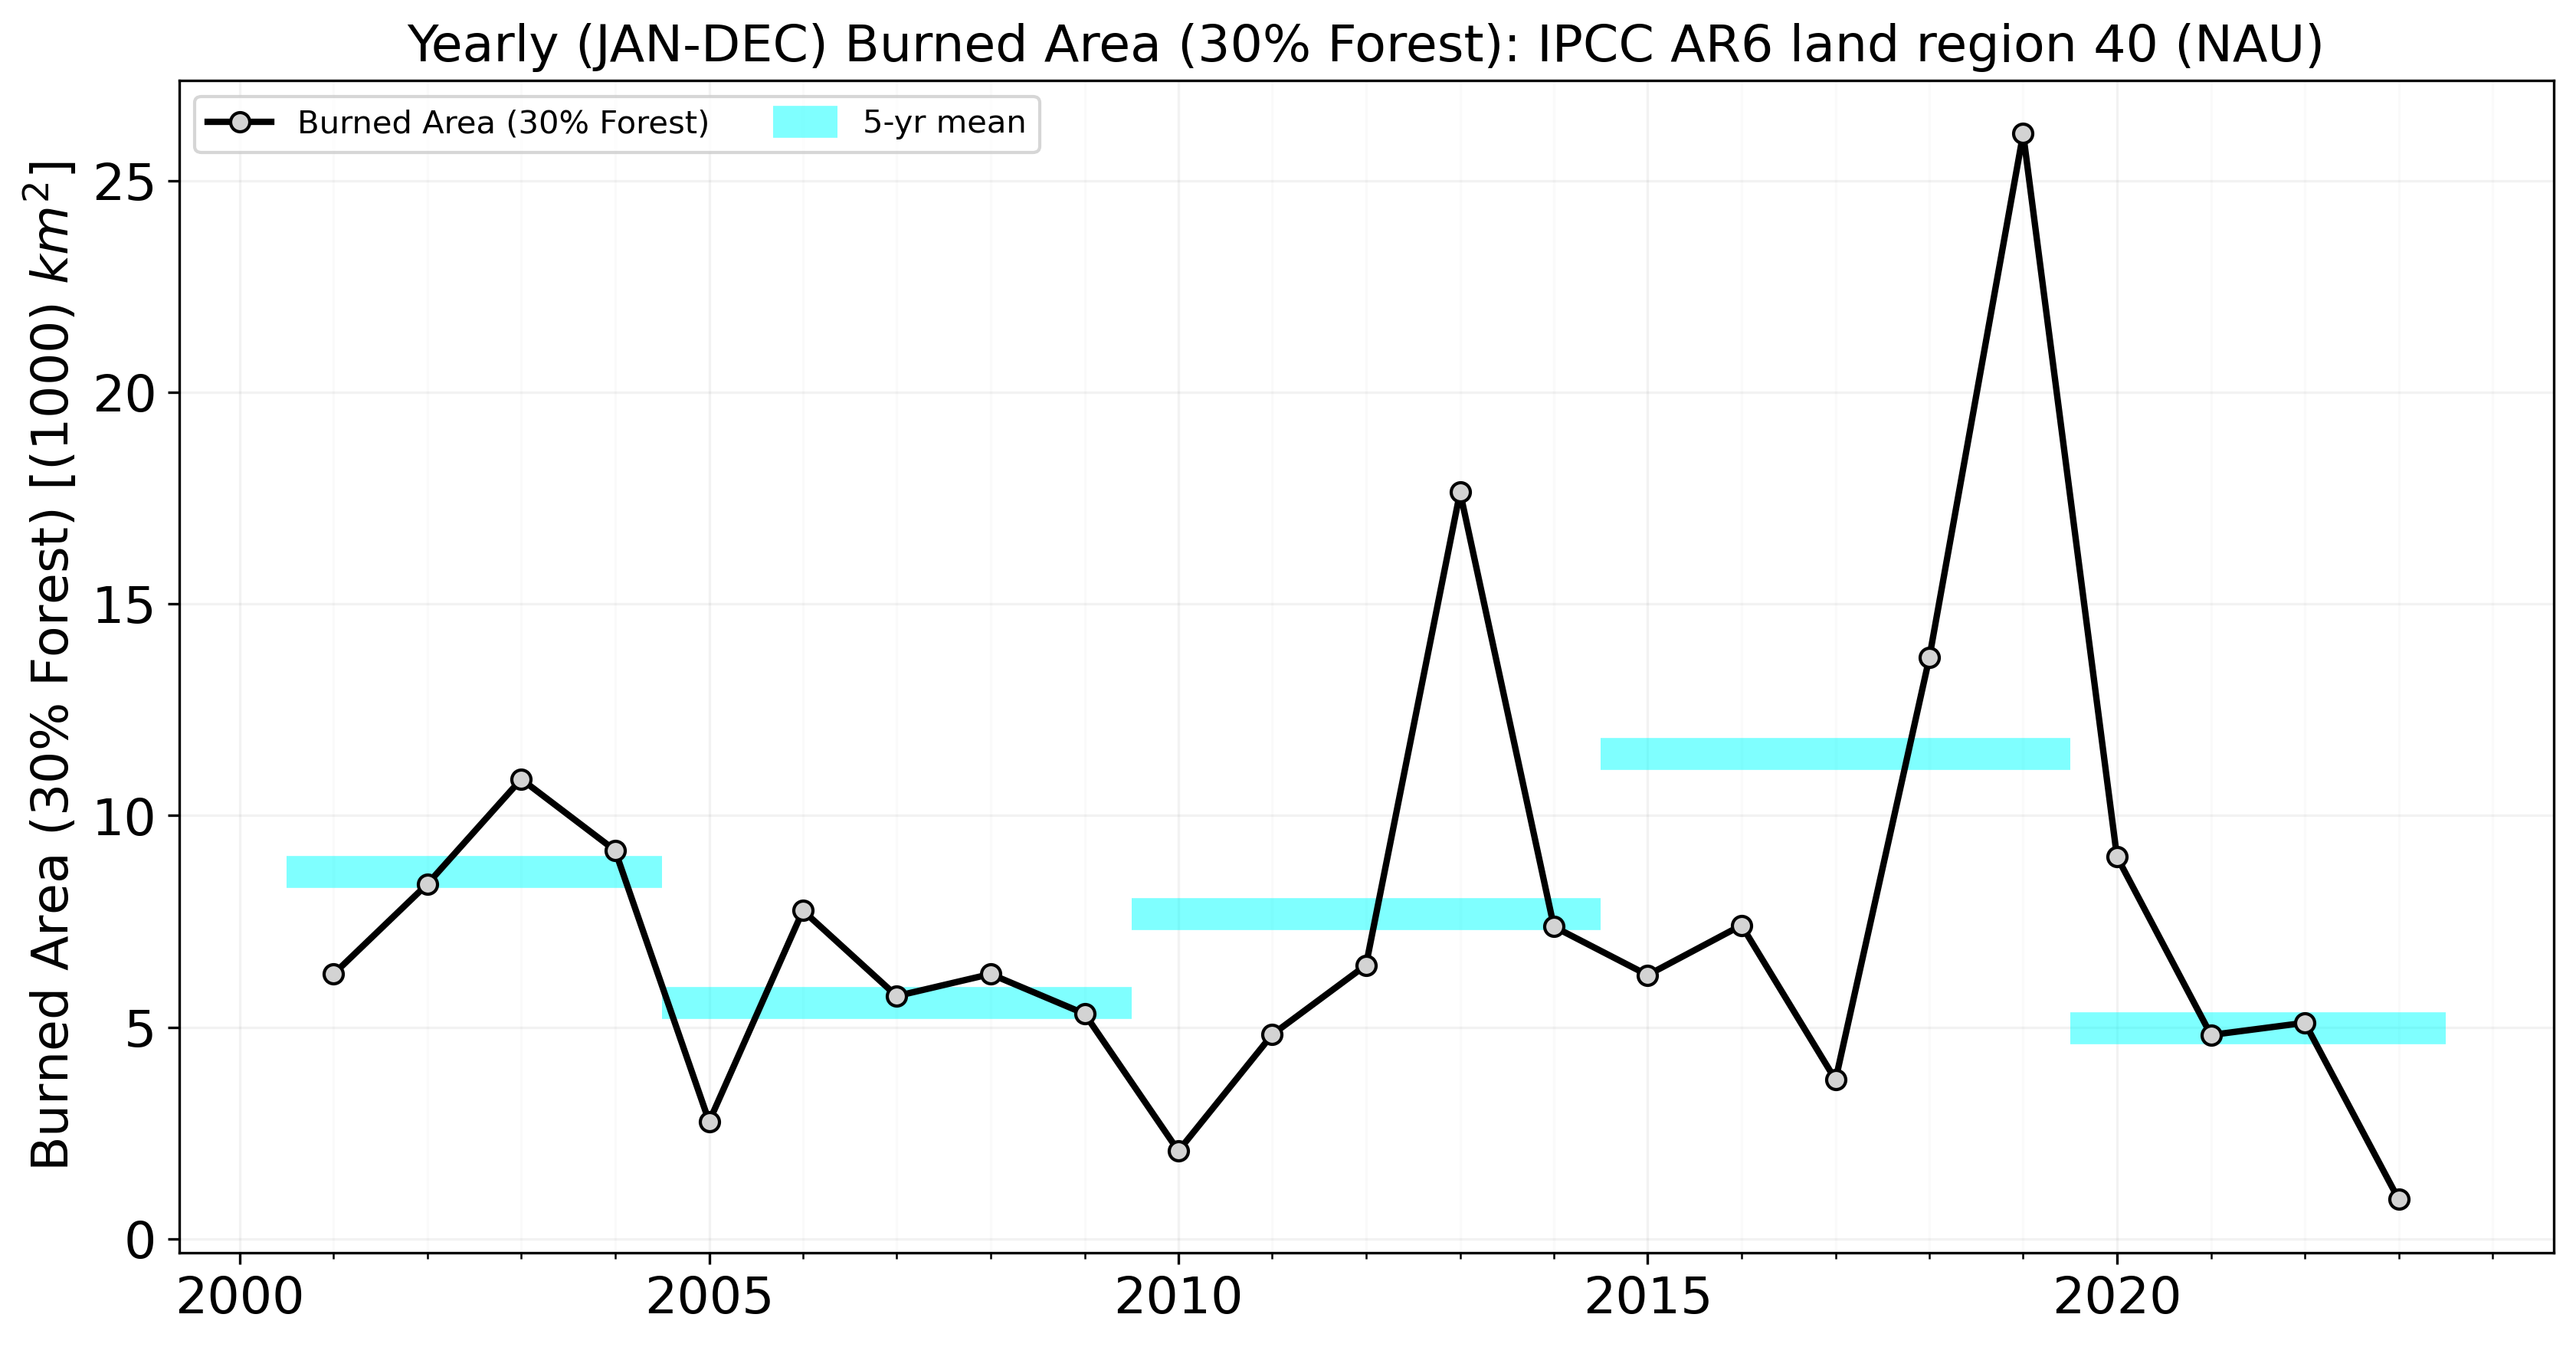 Yearly (JAN-DEC) Burned Area (30% Forest): IPCC AR6 land region 40 (NAU)
Burned Area (30% Forest)
5-yr mean
Burned Area (30% Forest) [(1000) km²]
25
20
15
10
5
0
2000
2005
2010
2015
2020